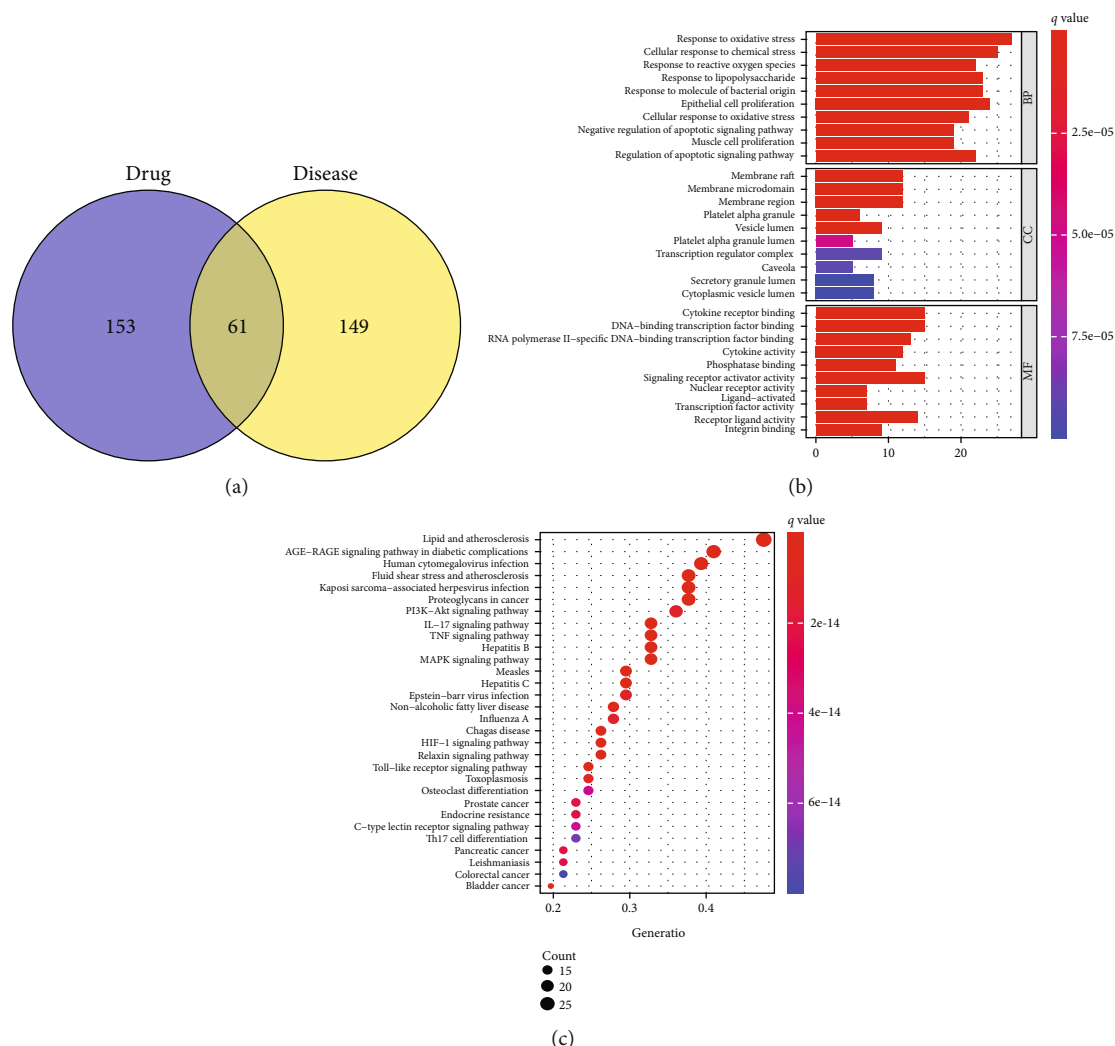 Drug
Disease
153
61
149
(a)
Response to oxidative stress
Cellular response to chemical stress
Response to reactive oxygen species
Response to lipopolysaccharide
Response to molecule of bacterial origin
Epithelial cell proliferation
Cellular response to oxidative stress
Negative regulation of apoptotic signaling pathway
Muscle cell proliferation
Regulation of apoptotic signaling pathway
BP
Membrane raft
Membrane microdomain
Membrane region
Platelet alpha granule
Vesicle lumen
Platelet alpha granule lumen
Transcription regulator complex
Caveola
Secretory granule lumen
Cytoplasmic vesicle lumen
CC
Cytokine receptor binding
DNA−binding transcription factor binding
RNA polymerase II−specific DNA−binding transcription factor binding
Cytokine activity
Phosphatase binding
Signaling receptor activator activity
Nuclear receptor activity
Ligand−activated
Transcription factor activity
Receptor ligand activity
Integrin binding
MF
0 10 20
q value
2.5e−05
5.0e−05
7.5e−05
(b)
Lipid and atherosclerosis
AGE−RAGE signaling pathway in diabetic complications
Human cytomegalovirus infection
Fluid shear stress and atherosclerosis
Kaposi sarcoma−associated herpesvirus infection
Proteoglycans in cancer
PI3K−Akt signaling pathway
IL−17 signaling pathway
TNF signaling pathway
Hepatitis B
MAPK signaling pathway
Measles
Hepatitis C
Epstein−barr virus infection
Non−alcoholic fatty liver disease
Influenza A
Chagas disease
HIF−1 signaling pathway
Relaxin signaling pathway
Toll−like receptor signaling pathway
Toxoplasmosis
Osteoclast differentiation
Prostate cancer
Endocrine resistance
C−type lectin receptor signaling pathway
Th17 cell differentiation
Pancreatic cancer
Leishmaniasis
Colorectal cancer
Bladder cancer
0.2 0.3 0.4
Generatio
q value
2e−14
4e−14
6e−14
Count
15
20
25
(c)